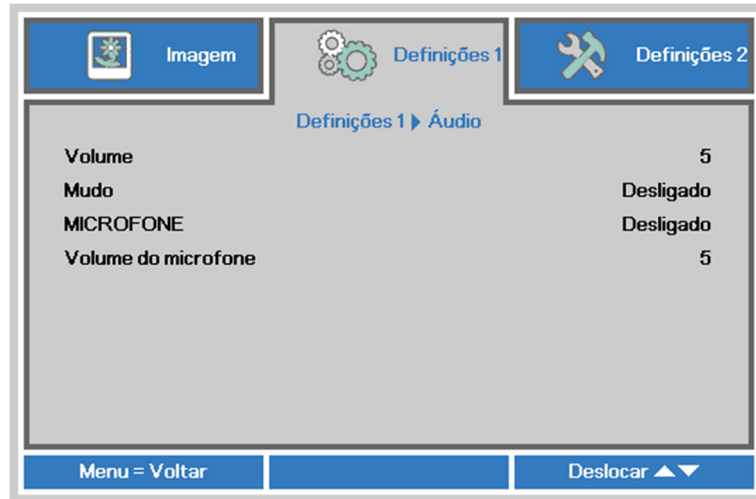 Imagem Definições 1 Definições 2
Definições 1 ▶ Áudio
Volume 5
Mudo Desligado
MICROFONE Desligado
Volume do microfone 5
Menu = Voltar Deslocar ▲▼